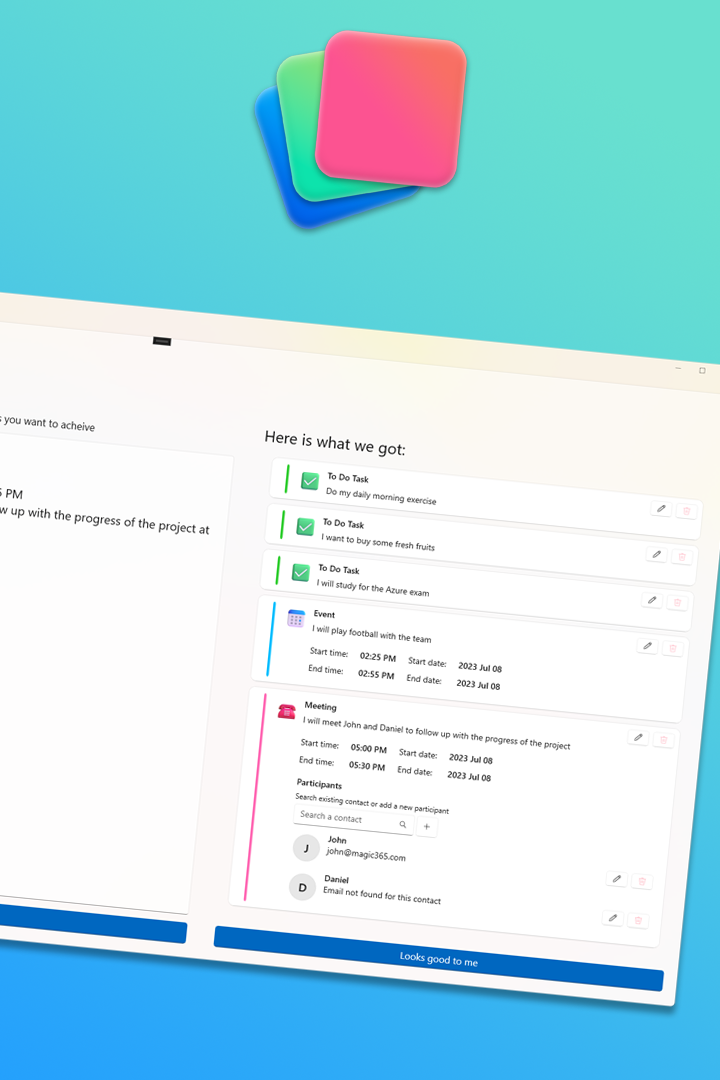 s you want to acheive
5 PM
w up with the progress of the project at
Here is what we got:
To Do Task
Do my daily morning exercise
To Do Task
I want to buy some fresh fruits
To Do Task
I will study for the Azure exam
Event
I will play football with the team
Start time: 02:25 PM Start date: 2023 Jul 08
End time: 02:55 PM End date: 2023 Jul 08
Meeting
I will meet John and Daniel to follow up with the progress of the project
Start time: 05:00 PM Start date: 2023 Jul 08
End time: 05:30 PM End date: 2023 Jul 08
Participants
Search existing contact or add a new participant
Search a contact
J
John
john@magic365.com
D
Daniel
Email not found for this contact
Looks good to me